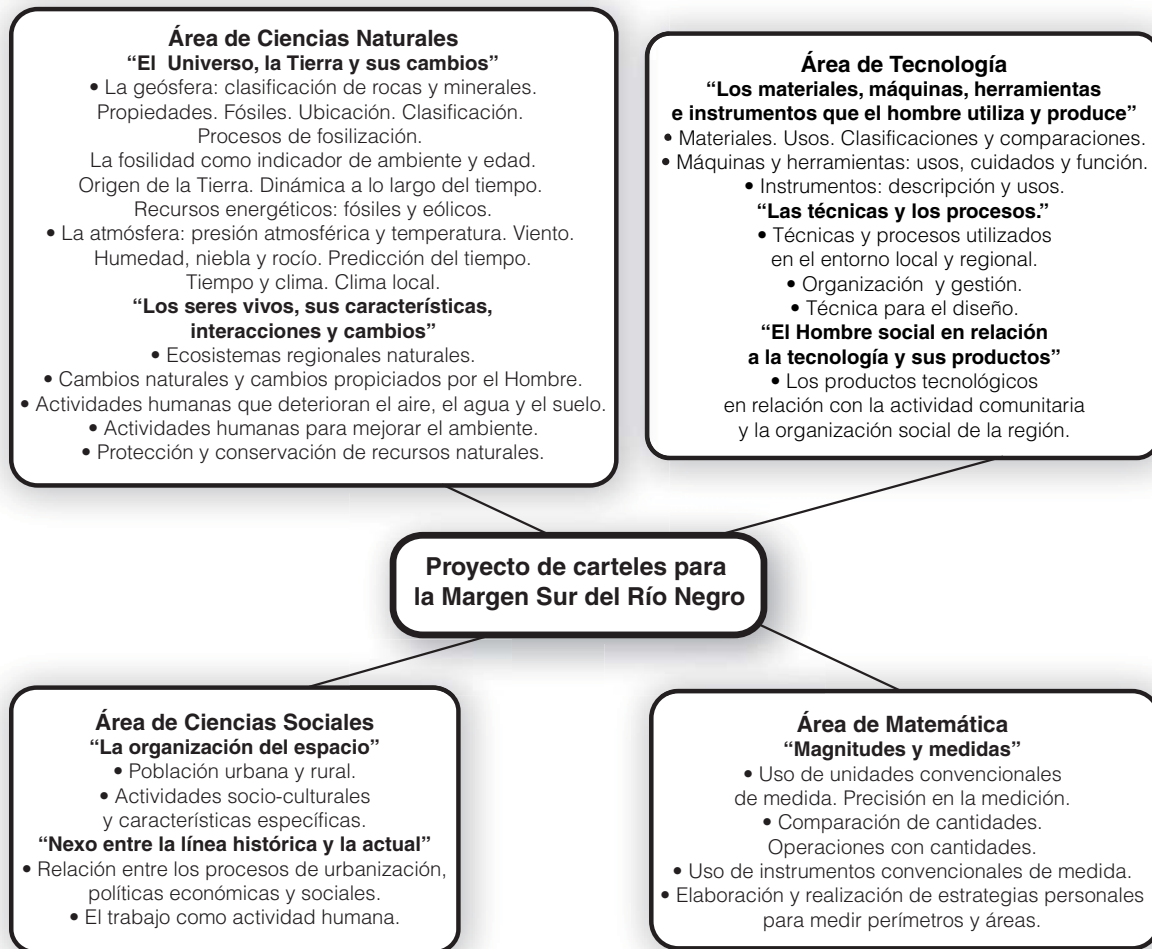 Área de Ciencias Naturales
“El Universo, la Tierra y sus cambios”
• La geósfera: clasificación de rocas y minerales.
Propiedades. Fósiles. Ubicación. Clasificación.
Procesos de fosilización.
La fosilidad como indicador de ambiente y edad.
Origen de la Tierra. Dinámica a lo largo del tiempo.
Recursos energéticos: fósiles y eólicos.
• La atmósfera: presión atmosférica y temperatura. Viento.
Humedad, niebla y rocío. Predicción del tiempo.
Tiempo y clima. Clima local.
“Los seres vivos, sus características,
interacciones y cambios”
• Ecosistemas regionales naturales.
• Cambios naturales y cambios propiciados por el Hombre.
• Actividades humanas que deterioran el aire, el agua y el suelo.
• Actividades humanas para mejorar el ambiente.
• Protección y conservación de recursos naturales.
Área de Tecnología
“Los materiales, máquinas, herramientas
e instrumentos que el hombre utiliza y produce”
• Materiales. Usos. Clasificaciones y comparaciones.
• Máquinas y herramientas: usos, cuidados y función.
• Instrumentos: descripción y usos.
“Las técnicas y los procesos.”
• Técnicas y procesos utilizados
en el entorno local y regional.
• Organización y gestión.
• Técnica para el diseño.
“El Hombre social en relación
a la tecnología y sus productos”
• Los productos tecnológicos
en relación con la actividad comunitaria
y la organización social de la región.
Proyecto de carteles para
la Margen Sur del Río Negro
Área de Ciencias Sociales
“La organización del espacio”
• Población urbana y rural.
• Actividades socio-culturales
y características específicas.
“Nexo entre la línea histórica y la actual”
• Relación entre los procesos de urbanización,
políticas económicas y sociales.
• El trabajo como actividad humana.
Área de Matemática
“Magnitudes y medidas”
• Uso de unidades convencionales
de medida. Precisión en la medición.
• Comparación de cantidades.
Operaciones con cantidades.
• Uso de instrumentos convencionales de medida.
• Elaboración y realización de estrategias personales
para medir perímetros y áreas.